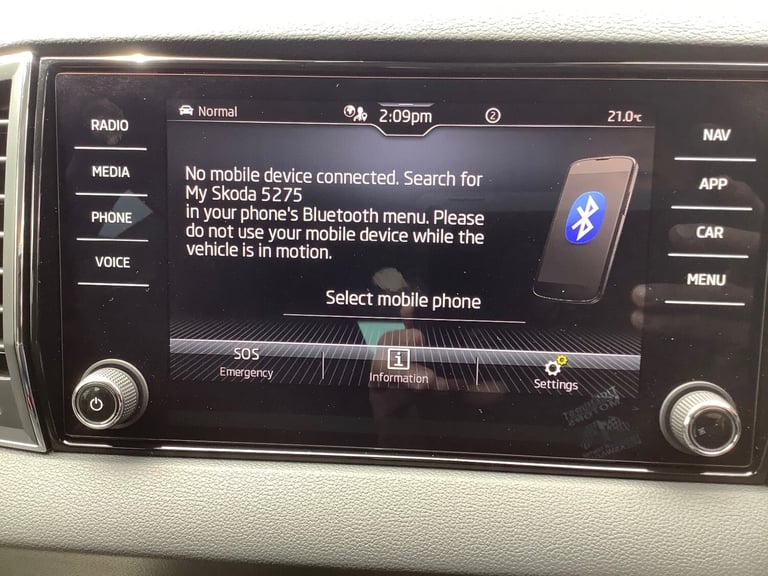 RADIO
MEDIA
PHONE
VOICE
Normal
2:09pm
2
21.0°C
No mobile device connected. Search for
My Skoda 5275
in your phone's Bluetooth menu. Please
do not use your mobile device while the
vehicle is in motion.
Select mobile phone
SOS
Emergency
i
Information
Settings
NAV
APP
CAR
MENU